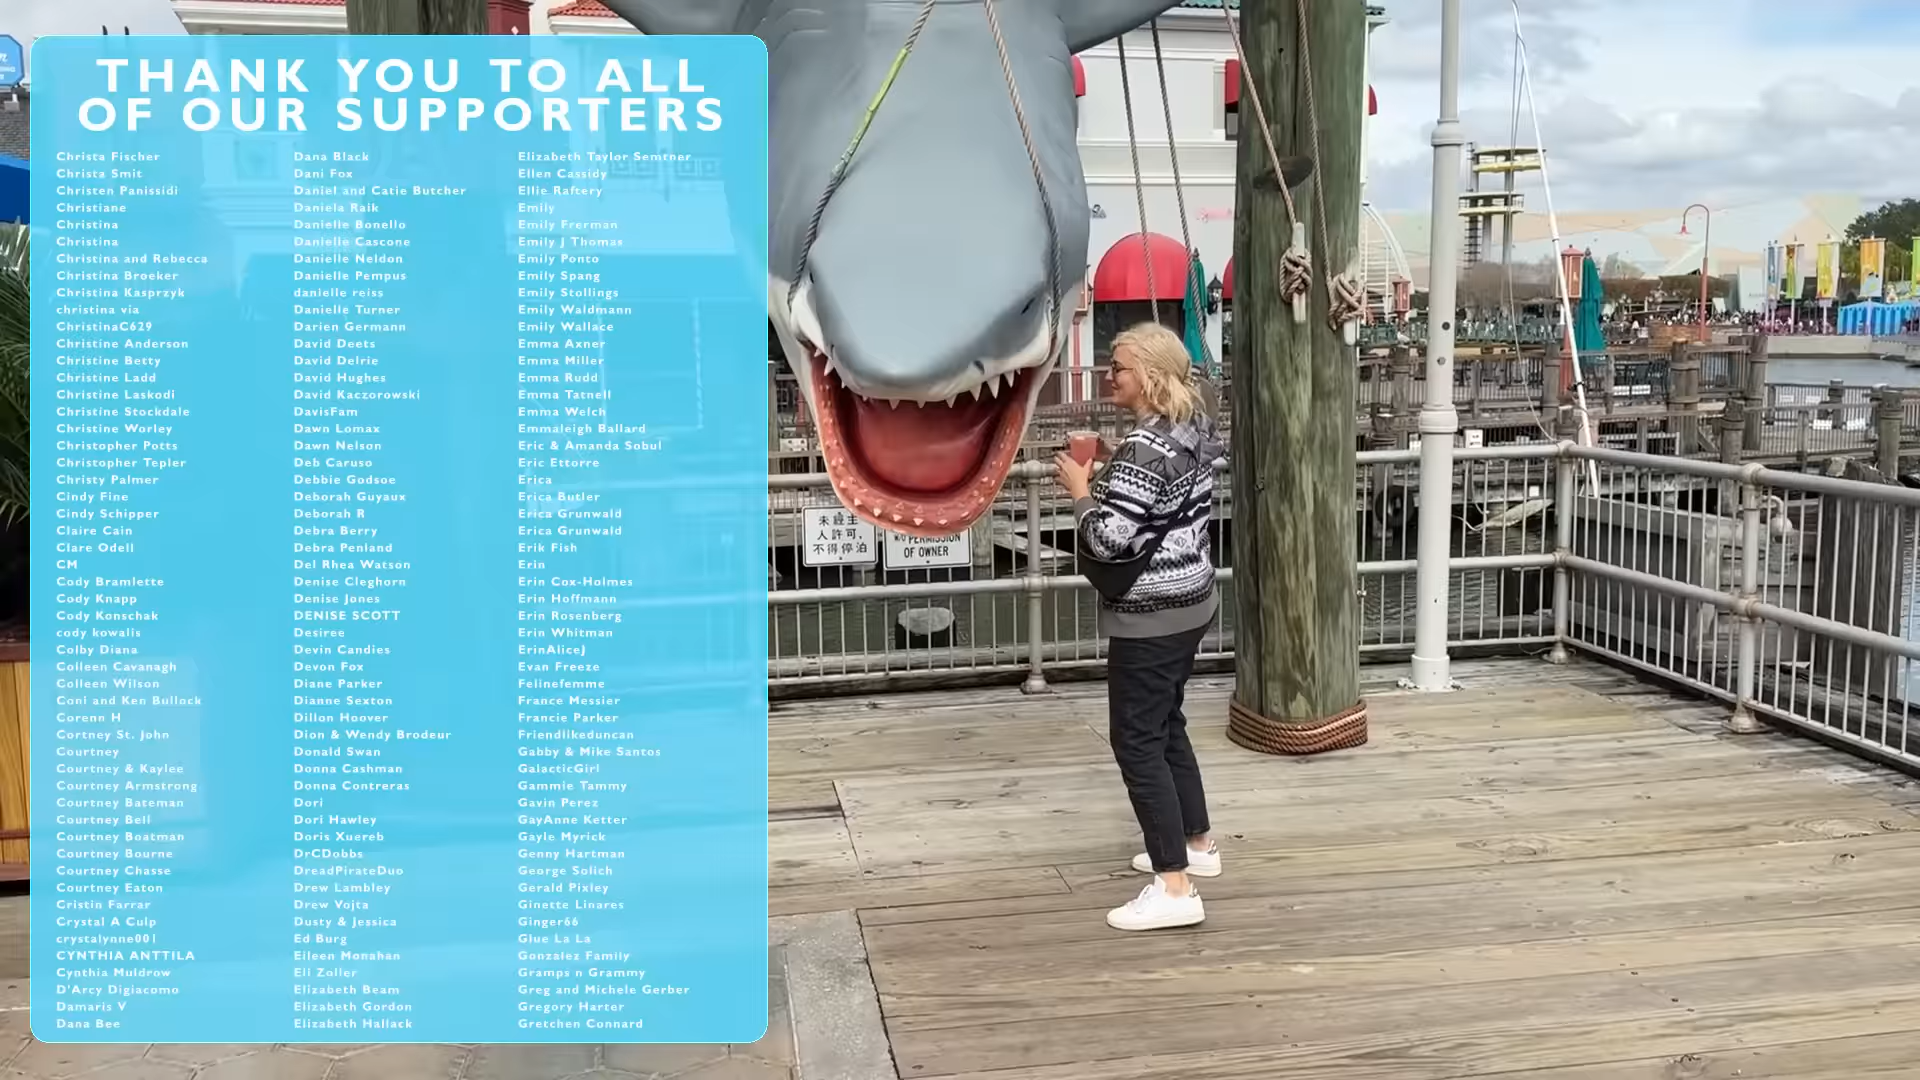 THANK YOU TO ALL
OF OUR SUPPORTERS
Christa Fischer
Christa Smit
Christen Panissidi
Christiane
Christina
Christina
Christina and Rebecca
Christina Broeker
Christina Kasprzyk
christina via
ChristinaC629
Christine Anderson
Christine Betty
Christine Ladd
Christine Laskodi
Christine Stockdale
Christine Worley
Christopher Potts
Christopher Tepler
Christy Palmer
Cindy Fine
Cindy Schipper
Claire Cain
Clare Odell
CM
Cody Bramlette
Cody Knapp
Cody Konschak
cody kowalis
Colby Diana
Colleen Cavanagh
Colleen Wilson
Coni and Ken Bullock
Corenn H
Cortney St. John
Courtney
Courtney & Kaylee
Courtney Armstrong
Courtney Bateman
Courtney Bell
Courtney Boatman
Courtney Bourne
Courtney Chasse
Courtney Eaton
Cristin Farrar
Crystal A Culp
crystalynne001
CYNTHIA ANTTILA
Cynthia Muldrow
D'Arcy Digiacomo
Damaris V
Dana Bee
Dana Black
Dani Fox
Daniel and Catie Butcher
Daniela Raik
Danielle Bonello
Danielle Cascone
Danielle Neldon
Danielle Pempus
danielle reiss
Danielle Turner
Darien Germann
David Deets
David Delrie
David Hughes
David Kaczorowski
DavisFam
Dawn Lomax
Dawn Nelson
Deb Caruso
Debbie Godsoe
Deborah Guyaux
Deborah R
Debra Berry
Debra Penland
Del Rhea Watson
Denise Cleghorn
Denise Jones
DENISE SCOTT
Desiree
Devin Candies
Devon Fox
Diane Parker
Dianne Sexton
Dillon Hoover
Dion & Wendy Brodeur
Donald Swan
Donna Cashman
Donna Contreras
Dori
Dori Hawley
Doris Xuereb
DrCDobbs
DreadPirateDuo
Drew Lambley
Drew Vojta
Dusty & Jessica
Ed Burg
Eileen Monahan
Eli Zoller
Elizabeth Beam
Elizabeth Gordon
Elizabeth Hallack
Elizabeth Taylor Semtner
Ellen Cassidy
Ellie Raftery
Emily
Emily Frerman
Emily J Thomas
Emily Ponto
Emily Spang
Emily Stollings
Emily Waldmann
Emily Wallace
Emma Axner
Emma Miller
Emma Rudd
Emma Tatnell
Emma Welch
Emmaleigh Ballard
Eric & Amanda Sobul
Eric Ettorre
Erica
Erica Butler
Erica Grunwald
Erica Grunwald
Erik Fish
Erin
Erin Cox-Holmes
Erin Hoffmann
Erin Rosenberg
Erin Whitman
ErinAliceJ
Evan Freeze
Felinefemme
France Messier
Francie Parker
Friendlikeduncan
Gabby & Mike Santos
GalacticGirl
Gammie Tammy
Gavin Perez
GayAnne Ketter
Gayle Myrick
Genny Hartman
George Solich
Gerald Pixley
Ginette Linares
Ginger66
Glue La La
Gonzalez Family
Gramps n Grammy
Greg and Michele Gerber
Gregory Harter
Gretchen Connard
未經主
人許可,
不得停泊
W/O PERMISSION
OF OWNER